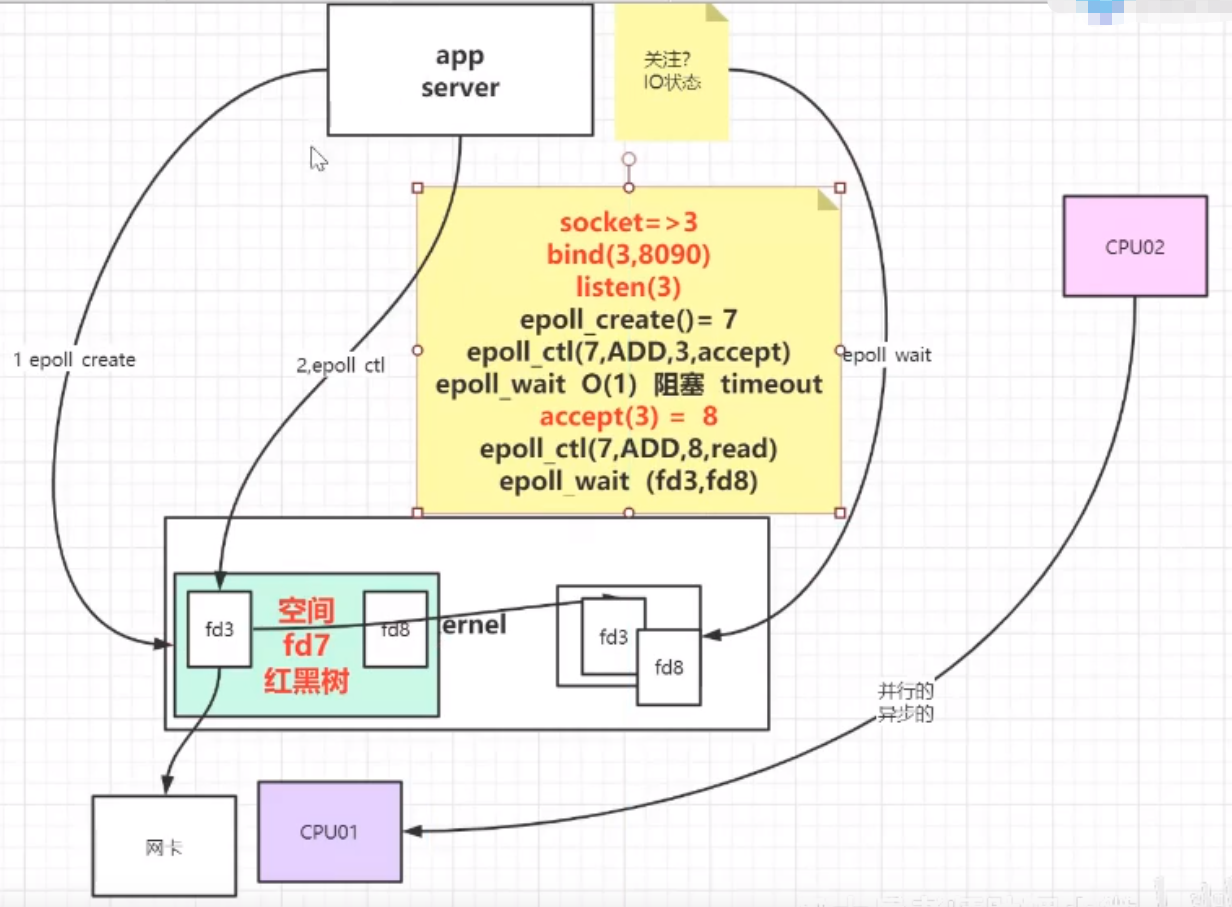 app
server
关注?
IO状态
socket=>3
bind(3,8090)
listen(3)
epoll_create()= 7
epoll_ctl(7,ADD,3,accept)
epoll_wait O(1) 阻塞 timeout
accept(3) = 8
epoll_ctl(7,ADD,8,read)
epoll_wait (fd3,fd8)
CPU02
1 epoll create
2,epoll ctl
epoll wait
fd3
空间
fd7
红黑树
fd8
ernel
fd3
fd8
并行的
异步的
网卡
CPU01